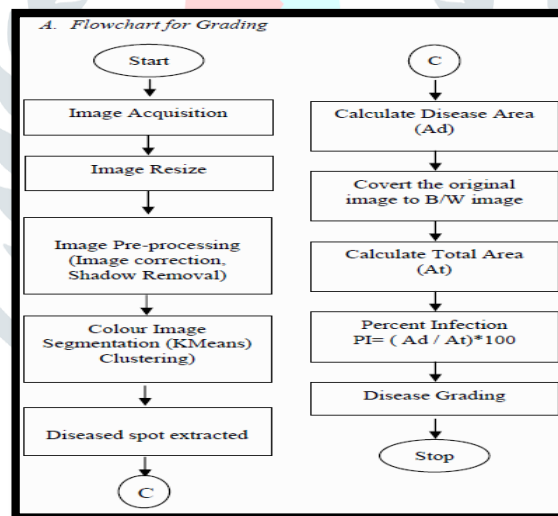 A. Flowchart for Grading
Start
Image Acquisition
Image Resize
Image Pre-processing
(Image correction,
Shadow Removal)
Colour Image
Segmentation (KMeans)
Clustering)
Diseased spot extracted
C
C
Calculate Disease Area
(Ad)
Covert the original
image to B/W image
Calculate Total Area
(At)
Percent Infection
PI= ( Ad / At)*100
Disease Grading
Stop